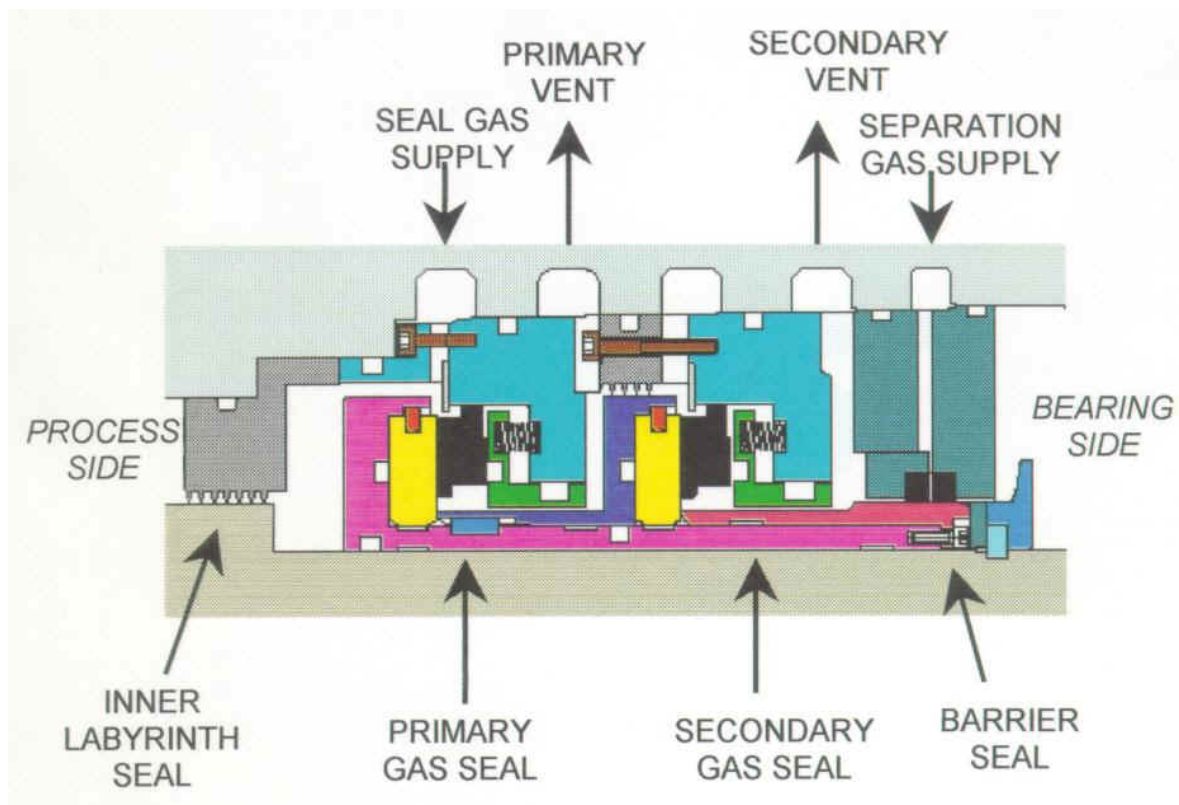 PRIMARY
VENT
SECONDARY
VENT
SEAL GAS
SUPPLY
SEPARATION
GAS SUPPLY
PROCESS
SIDE
BEARING
SIDE
INNER
LABYRINTH
SEAL
PRIMARY
GAS SEAL
SECONDARY
GAS SEAL
BARRIER
SEAL